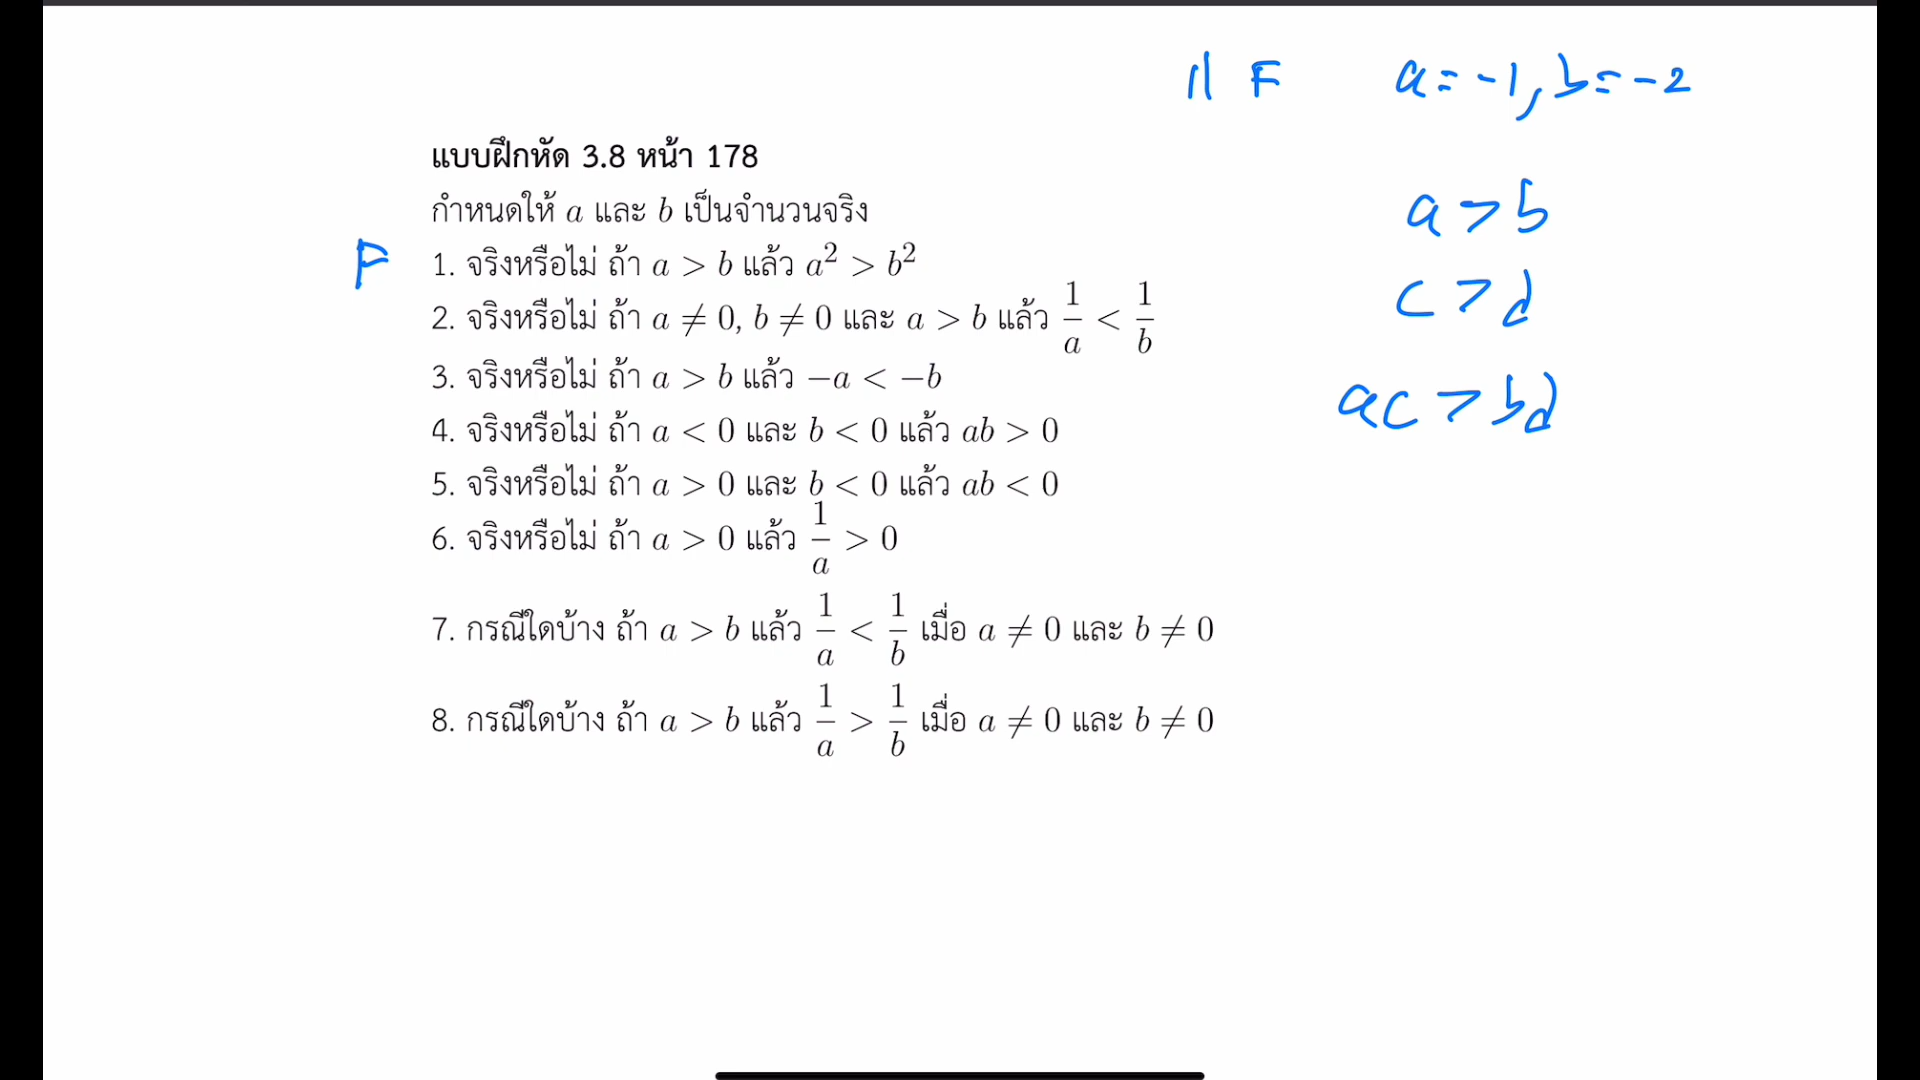 1) F a = -1, b = -2
แบบฝึกหัด 3.8 หน้า 178
กำหนดให้ a และ b เป็นจำนวนจริง
a > b
F 1. จริงหรือไม่ ถ้า a > b แล้ว a² > b²
c > d
2. จริงหรือไม่ ถ้า a ≠ 0, b ≠ 0 และ a > b แล้ว 1/a < 1/b
3. จริงหรือไม่ ถ้า a > b แล้ว −a < −b
ac > bd
4. จริงหรือไม่ ถ้า a < 0 และ b < 0 แล้ว ab > 0
5. จริงหรือไม่ ถ้า a > 0 และ b < 0 แล้ว ab < 0
6. จริงหรือไม่ ถ้า a > 0 แล้ว 1/a > 0
7. กรณีใดบ้าง ถ้า a > b แล้ว 1/a < 1/b เมื่อ a ≠ 0 และ b ≠ 0
8. กรณีใดบ้าง ถ้า a > b แล้ว 1/a > 1/b เมื่อ a ≠ 0 และ b ≠ 0